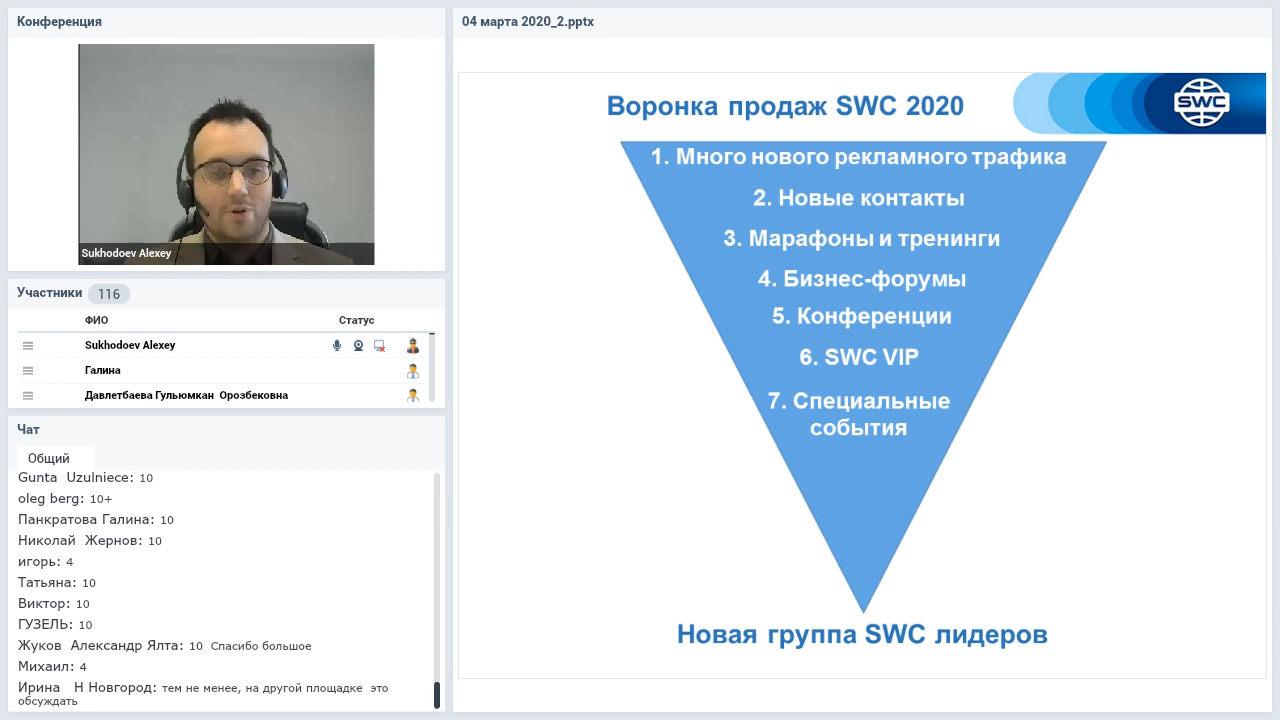 Конференция
Sukhodoev Alexey
Участники 116
ФИО Статус
Sukhodoev Alexey
Галина
Давлетбаева Гульюмкан Орозбековна
Чат
Общий
Gunta Uzulniece: 10
oleg berg: 10+
Панкратова Галина: 10
Николай Жернов: 10
игорь: 4
Татьяна: 10
Виктор: 10
ГУЗЕЛЬ: 10
Жуков Александр Ялта: 10 Спасибо большое
Михаил: 4
Ирина Н Новгород: тем не менее, на другой площадке это
обсуждать
04 марта 2020_2.pptx
SWC
Воронка продаж SWC 2020
1. Много нового рекламного трафика
2. Новые контакты
3. Марафоны и тренинги
4. Бизнес-форумы
5. Конференции
6. SWC VIP
7. Специальные
события
Новая группа SWC лидеров